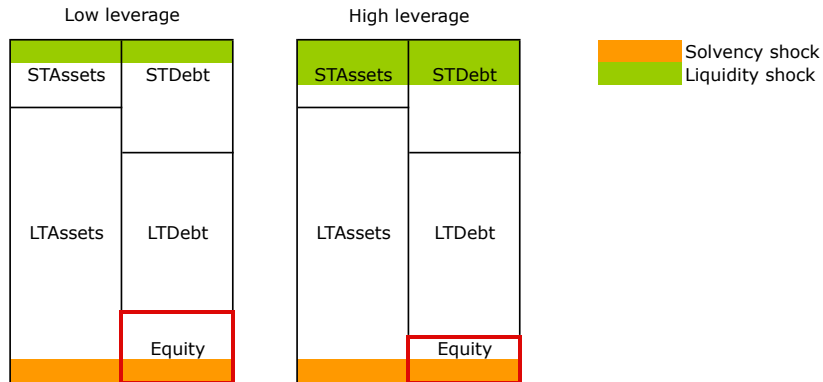 Low leverage
High leverage
Solvency shock
Liquidity shock
STAssets
STDebt
STAssets
STDebt
LTAssets
LTDebt
LTAssets
LTDebt
Equity
Equity